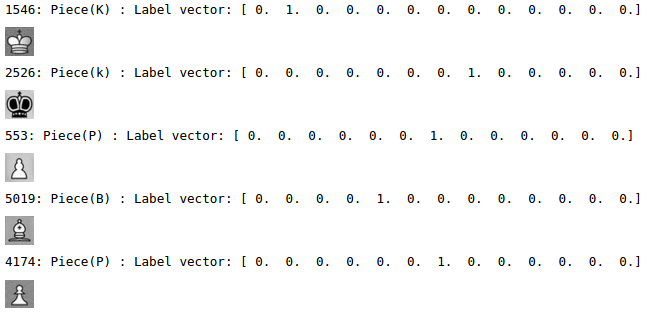 1546: Piece(K) : Label vector: [ 0.  1.  0.  0.  0.  0.  0.  0.  0.  0.  0.  0.  0.]
2526: Piece(k) : Label vector: [ 0.  0.  0.  0.  0.  0.  0.  1.  0.  0.  0.  0.  0.]
553: Piece(P) : Label vector: [ 0.  0.  0.  0.  0.  0.  1.  0.  0.  0.  0.  0.  0.]
5019: Piece(B) : Label vector: [ 0.  0.  0.  0.  1.  0.  0.  0.  0.  0.  0.  0.  0.]
4174: Piece(P) : Label vector: [ 0.  0.  0.  0.  0.  0.  1.  0.  0.  0.  0.  0.  0.]